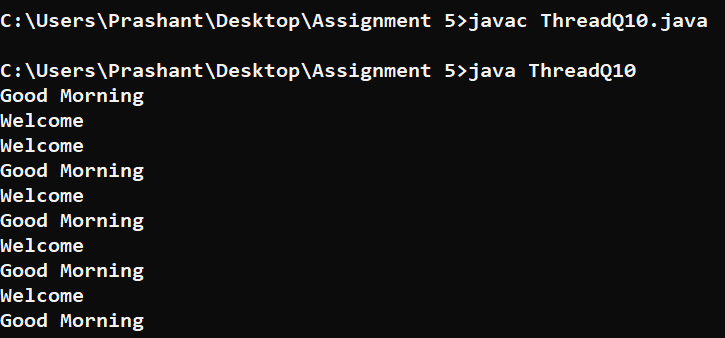 C:\Users\Prashant\Desktop\Assignment 5>javac ThreadQ10.java
C:\Users\Prashant\Desktop\Assignment 5>java ThreadQ10
Good Morning
Welcome
Welcome
Good Morning
Welcome
Good Morning
Welcome
Good Morning
Welcome
Good Morning